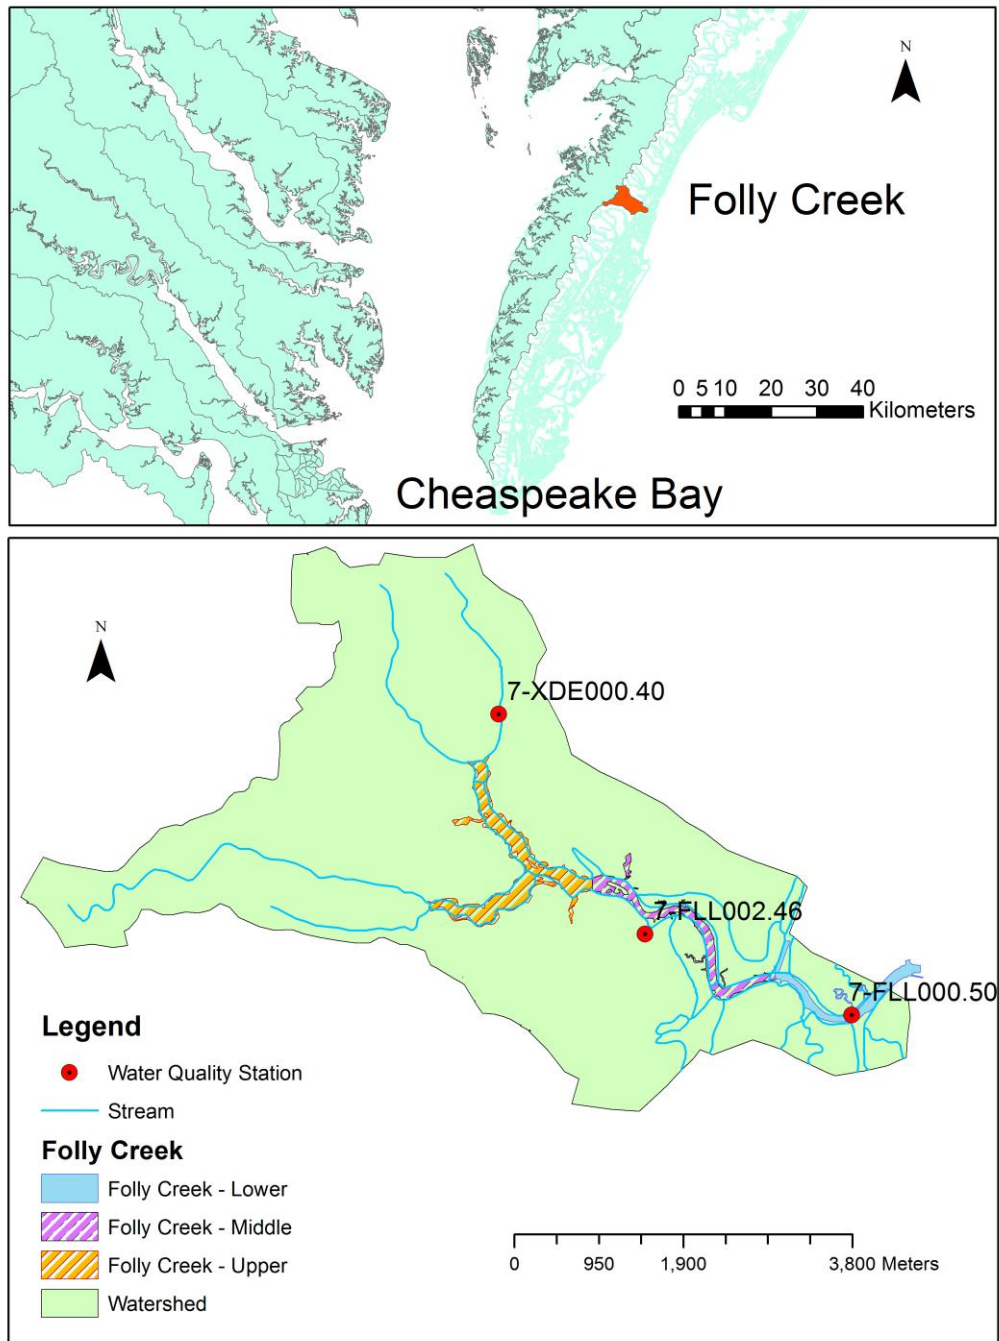 N
Folly Creek
0 5 10 20 30 40
Kilometers
Cheaspeake Bay
N
7-XDE000.40
7-FLL002.46
7-FLL000.50
Legend
Water Quality Station
Stream
Folly Creek
Folly Creek - Lower
Folly Creek - Middle
Folly Creek - Upper
Watershed
0 950 1,900 3,800 Meters